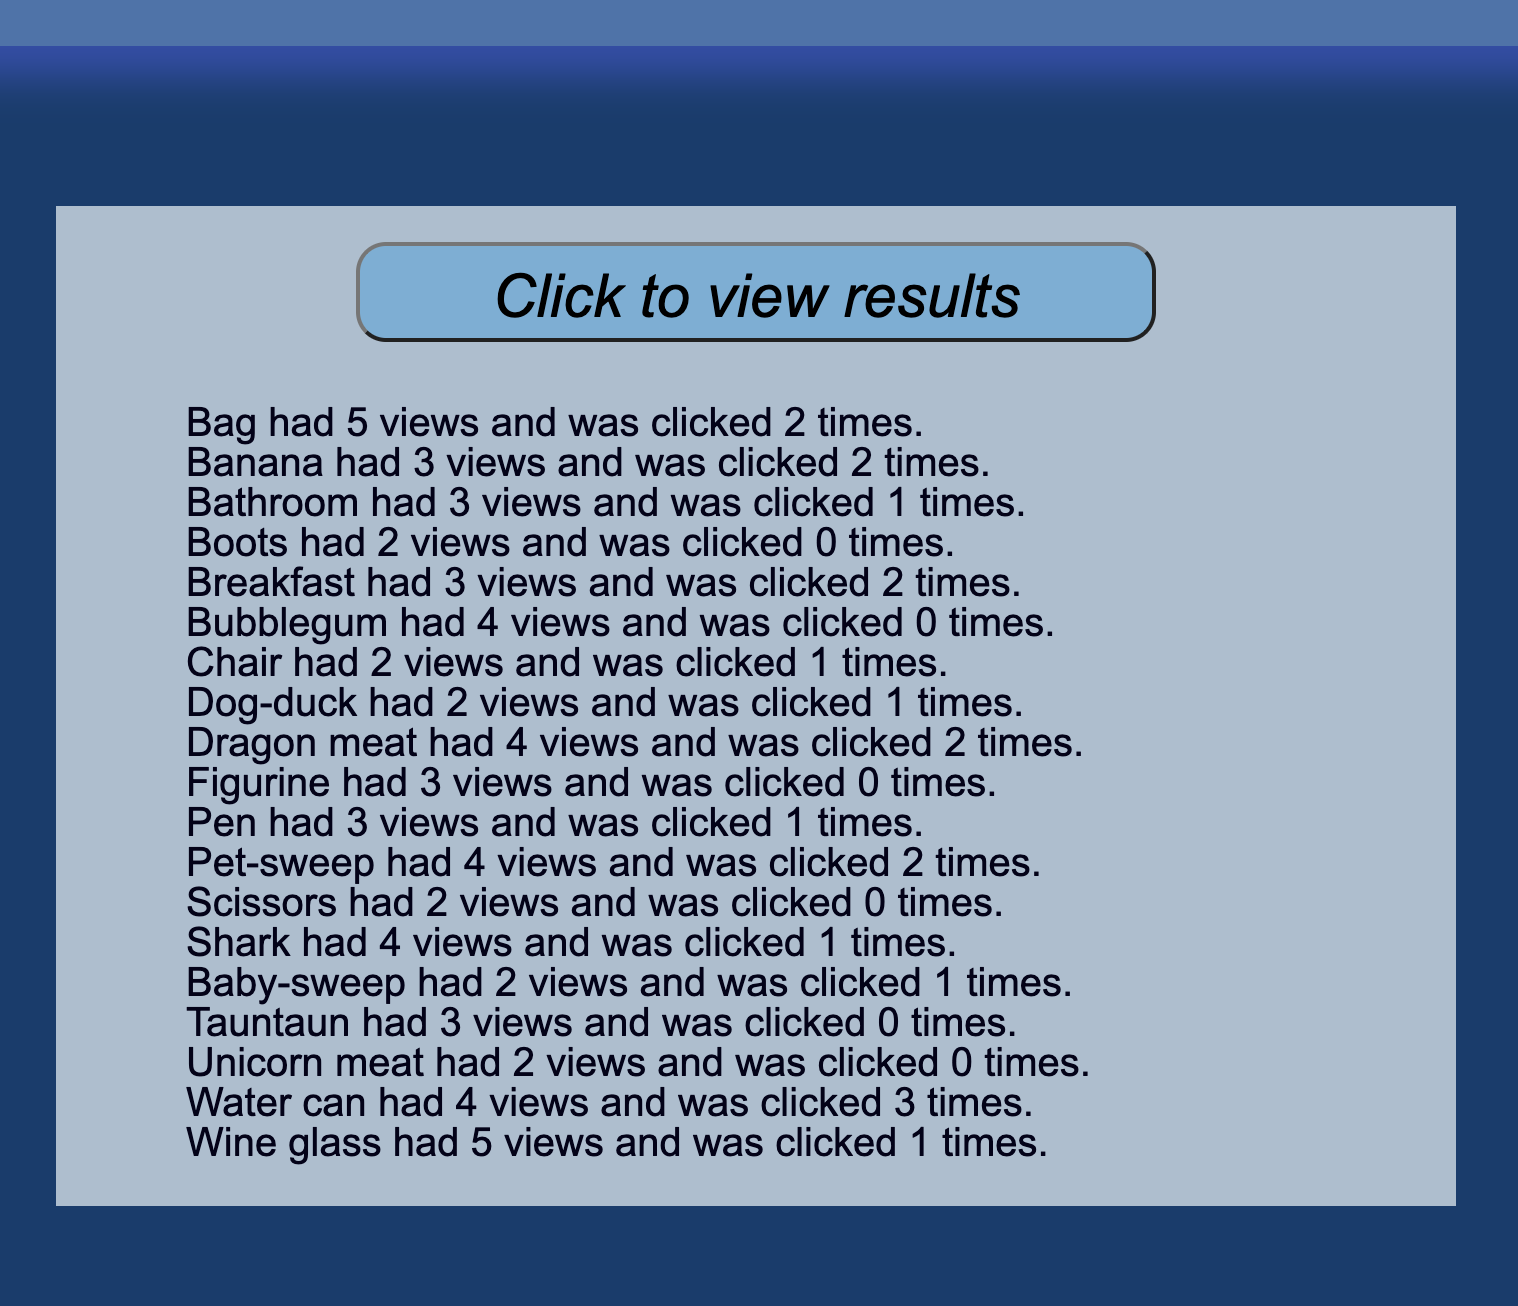 Click to view results
Bag had 5 views and was clicked 2 times.
Banana had 3 views and was clicked 2 times.
Bathroom had 3 views and was clicked 1 times.
Boots had 2 views and was clicked 0 times.
Breakfast had 3 views and was clicked 2 times.
Bubblegum had 4 views and was clicked 0 times.
Chair had 2 views and was clicked 1 times.
Dog-duck had 2 views and was clicked 1 times.
Dragon meat had 4 views and was clicked 2 times.
Figurine had 3 views and was clicked 0 times.
Pen had 3 views and was clicked 1 times.
Pet-sweep had 4 views and was clicked 2 times.
Scissors had 2 views and was clicked 0 times.
Shark had 4 views and was clicked 1 times.
Baby-sweep had 2 views and was clicked 1 times.
Tauntaun had 3 views and was clicked 0 times.
Unicorn meat had 2 views and was clicked 0 times.
Water can had 4 views and was clicked 3 times.
Wine glass had 5 views and was clicked 1 times.